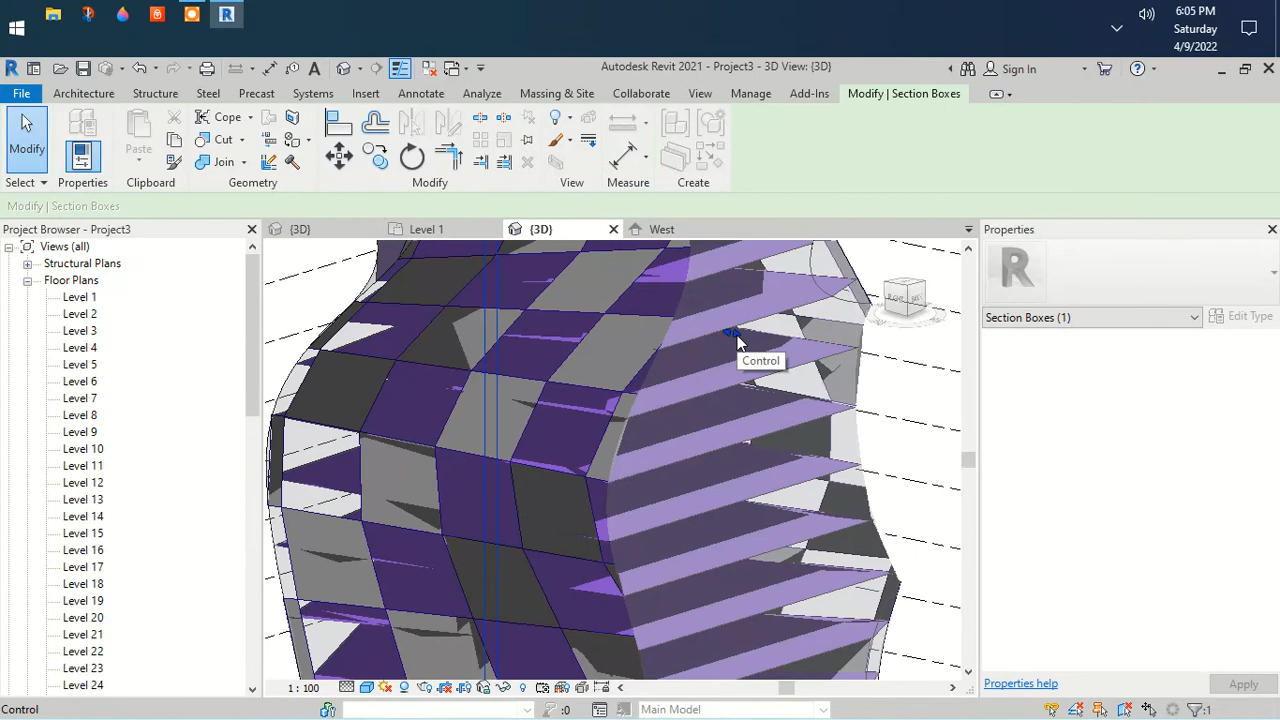 6:05 PM
Saturday
4/9/2022
Autodesk Revit 2021 - Project3 - 3D View: {3D}
Sign In
File Architecture Structure Steel Precast Systems Insert Annotate Analyze Massing & Site Collaborate View Manage Add-Ins Modify | Section Boxes
Cope
Cut
Join
Modify
Paste
Select Properties Clipboard Geometry Modify View Measure Create
Modify | Section Boxes
Project Browser - Project3
{3D} Level 1 {3D} West
Properties
Views (all)
Structural Plans
Floor Plans
Level 1
Level 2
Level 3
Level 4
Level 5
Level 6
Level 7
Level 8
Level 9
Level 10
Level 11
Level 12
Level 13
Level 14
Level 15
Level 16
Level 17
Level 18
Level 19
Level 20
Level 21
Level 22
Level 23
Level 24
RIGHT
Control
R
Section Boxes (1)
Edit Type
Properties help
Apply
1 : 100
Control
:0
Main Model
:1